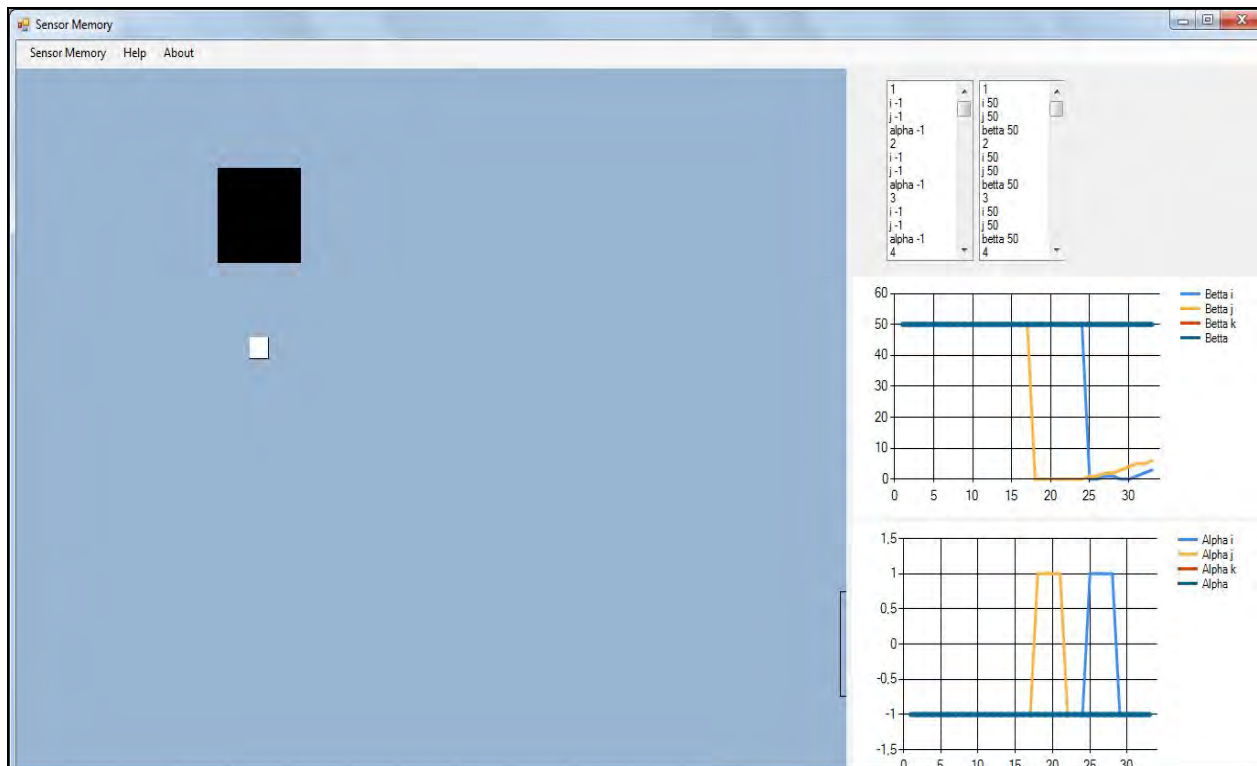 Sensor Memory
Sensor Memory Help About
1
i -1
j -1
alpha -1
2
i -1
j -1
alpha -1
3
i -1
j -1
alpha -1
4
1
i 50
j 50
betta 50
2
i 50
j 50
betta 50
3
i 50
j 50
betta 50
4
60
50
40
30
20
10
0
0 5 10 15 20 25 30
Betta i
Betta j
Betta k
Betta
1,5
1
0,5
0
-0,5
-1
-1,5
0 5 10 15 20 25 30
Alpha i
Alpha j
Alpha k
Alpha